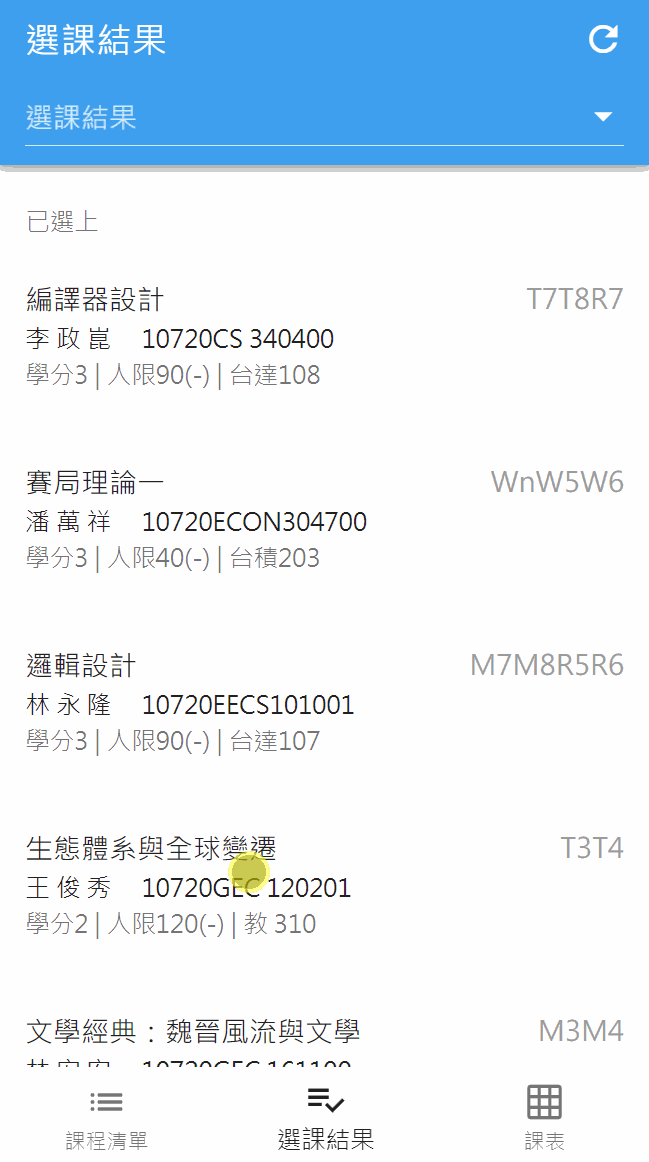 選課結果
選課結果
已選上
編譯器設計 T7T8R7
李政崑 10720CS 340400
學分3 | 人限90(-) | 台達108
賽局理論一 WnW5W6
潘萬祥 10720ECON304700
學分3 | 人限40(-) | 台積203
邏輯設計 M7M8R5R6
林永隆 10720EECS101001
學分3 | 人限90(-) | 台達107
生態體系與全球變遷 T3T4
王俊秀 10720GEC 120201
學分2 | 人限120(-) | 教 310
文學經典：魏晉風流與文學 M3M4
課程清單 選課結果 課表